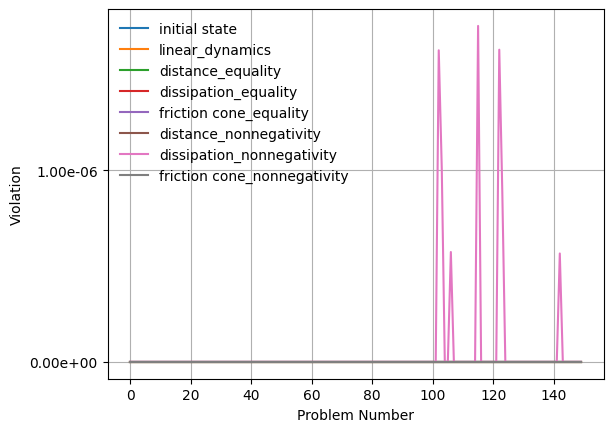 initial state
linear_dynamics
distance_equality
dissipation_equality
friction cone_equality
distance_nonnegativity
dissipation_nonnegativity
friction cone_nonnegativity
Violation
1.00e-06
0.00e+00
0 20 40 60 80 100 120 140
Problem Number